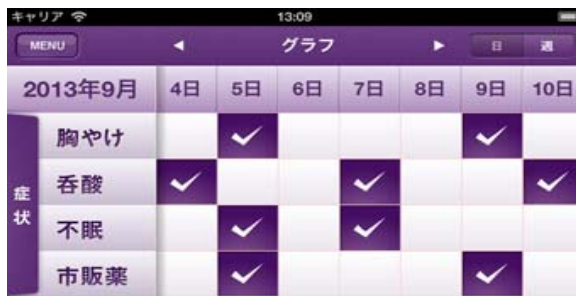 キャリア 13:09
MENU ◀ グラフ ▶ 日 週
2013年9月 4日 5日 6日 7日 8日 9日 10日
症状
胸やけ
呑酸
不眠
市販薬